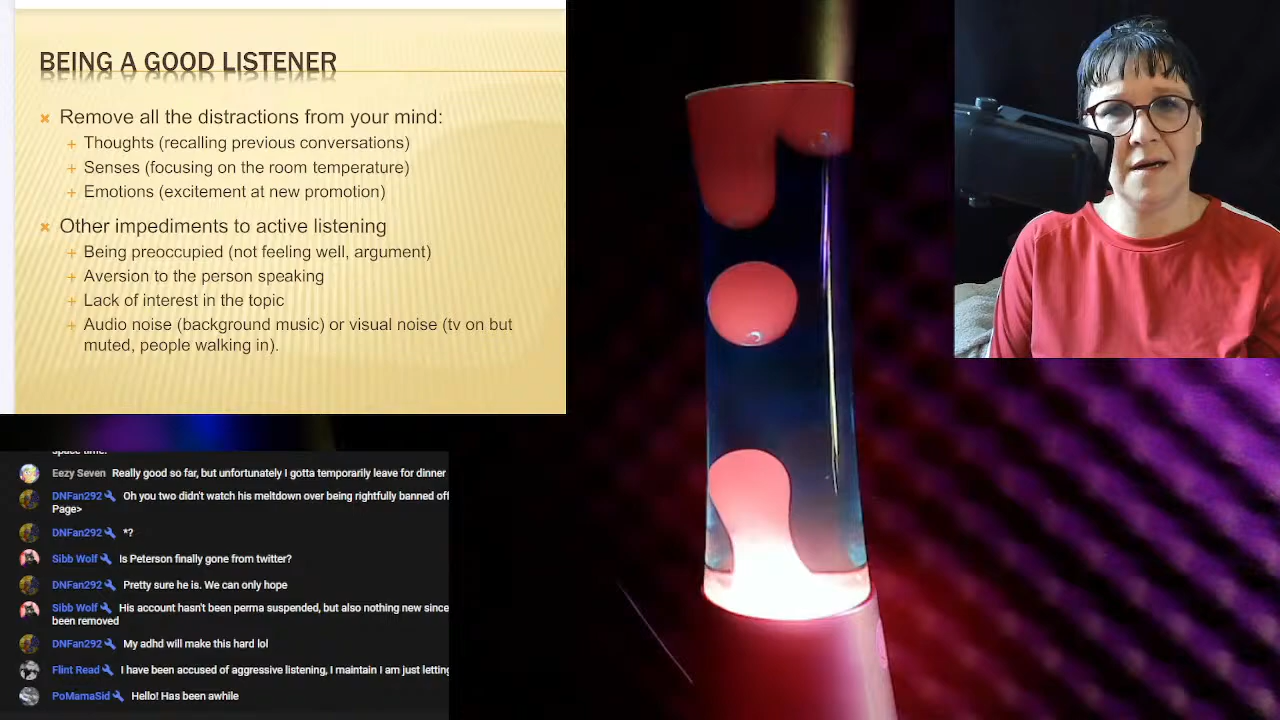 BEING A GOOD LISTENER
Remove all the distractions from your mind:
Thoughts (recalling previous conversations)
Senses (focusing on the room temperature)
Emotions (excitement at new promotion)
Other impediments to active listening
Being preoccupied (not feeling well, argument)
Aversion to the person speaking
Lack of interest in the topic
Audio noise (background music) or visual noise (tv on but
muted, people walking in).
space time.
Eezy Seven Really good so far, but unfortunately I gotta temporarily leave for dinner
DNFan292 Oh you two didn't watch his meltdown over being rightfully banned off
Page>
DNFan292 *?
Sibb Wolf Is Peterson finally gone from twitter?
DNFan292 Pretty sure he is. We can only hope
Sibb Wolf His account hasn't been perma suspended, but also nothing new since
been removed
DNFan292 My adhd will make this hard lol
Flint Read I have been accused of aggressive listening, I maintain I am just letting
PoMamaSid Hello! Has been awhile